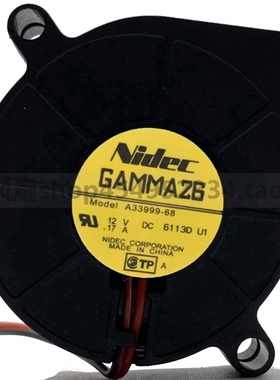 Nidec
GAMMA26
Model A33999-68
12 V DC 6113D U1
.17 A
NIDEC CORPORATION
MADE IN CHINA
TP A